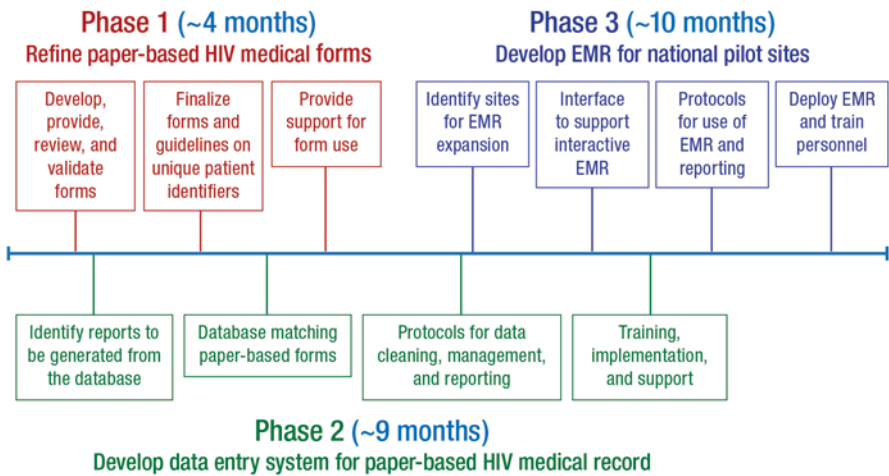 Phase 1 (~4 months)
Refine paper-based HIV medical forms
Develop,
provide,
review, and
validate
forms
Finalize
forms and
guidelines on
unique patient
identifiers
Provide
support for
form use
Phase 3 (~10 months)
Develop EMR for national pilot sites
Identify sites
for EMR
expansion
Interface
to support
interactive
EMR
Protocols
for use of
EMR and
reporting
Deploy EMR
and train
personnel
Identify reports to
be generated from
the database
Database matching
paper-based forms
Protocols for data
cleaning, management,
and reporting
Training,
implementation,
and support
Phase 2 (~9 months)
Develop data entry system for paper-based HIV medical record